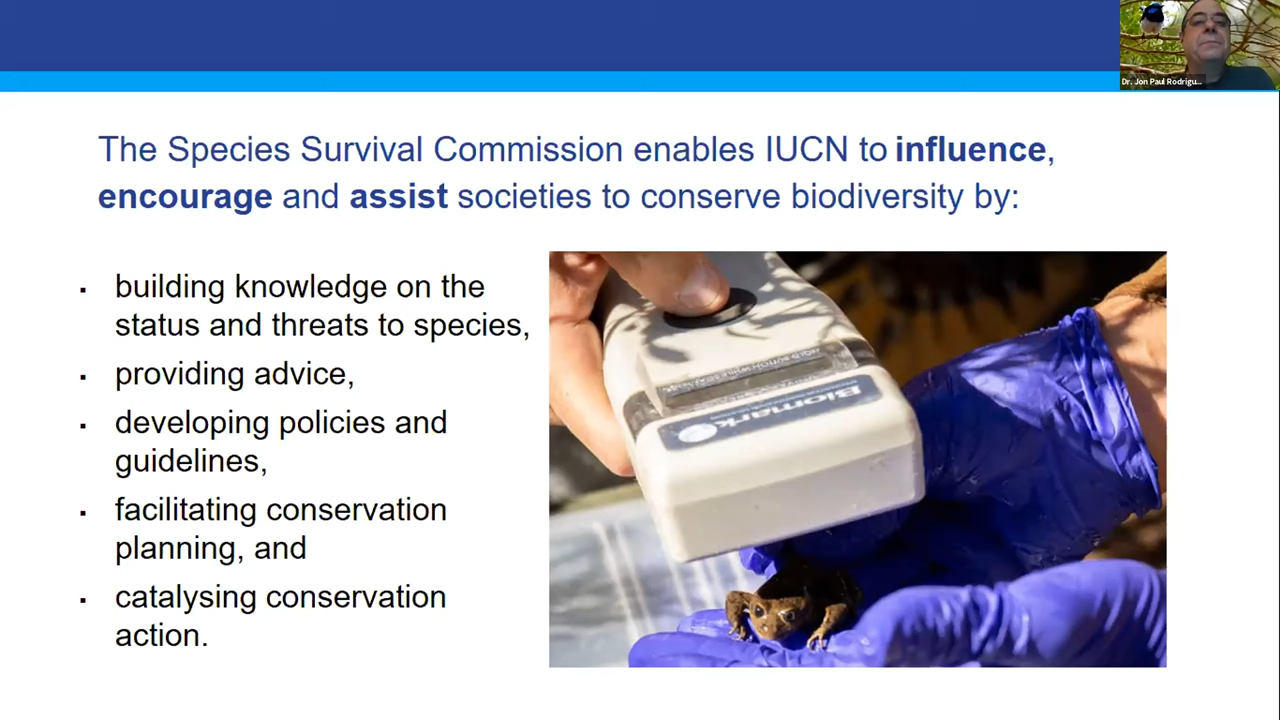 Dr. Jon Paul Rodrigu...
The Species Survival Commission enables IUCN to influence,
encourage and assist societies to conserve biodiversity by:
building knowledge on the
status and threats to species,
providing advice,
developing policies and
guidelines,
facilitating conservation
planning, and
catalysing conservation
action.
Biomark